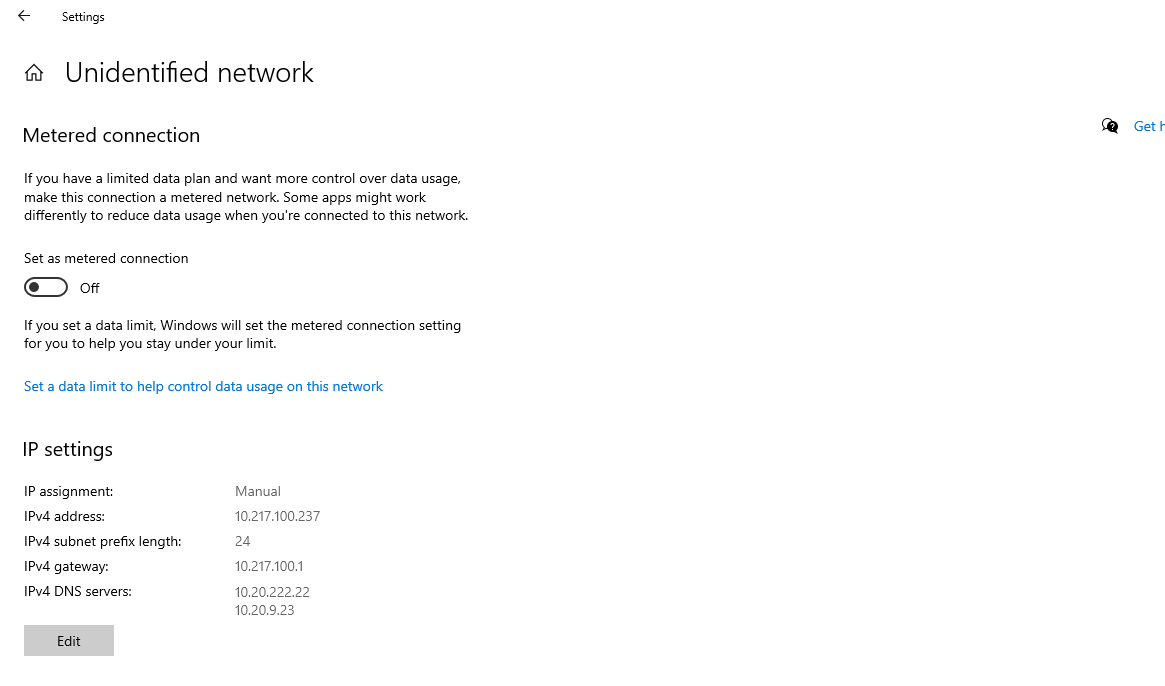 Settings
Unidentified network
Metered connection
Get h
If you have a limited data plan and want more control over data usage,
make this connection a metered network. Some apps might work
differently to reduce data usage when you're connected to this network.
Set as metered connection
Off
If you set a data limit, Windows will set the metered connection setting
for you to help you stay under your limit.
Set a data limit to help control data usage on this network
IP settings
IP assignment: Manual
IPv4 address: 10.217.100.237
IPv4 subnet prefix length: 24
IPv4 gateway: 10.217.100.1
IPv4 DNS servers: 10.20.222.22
10.20.9.23
Edit